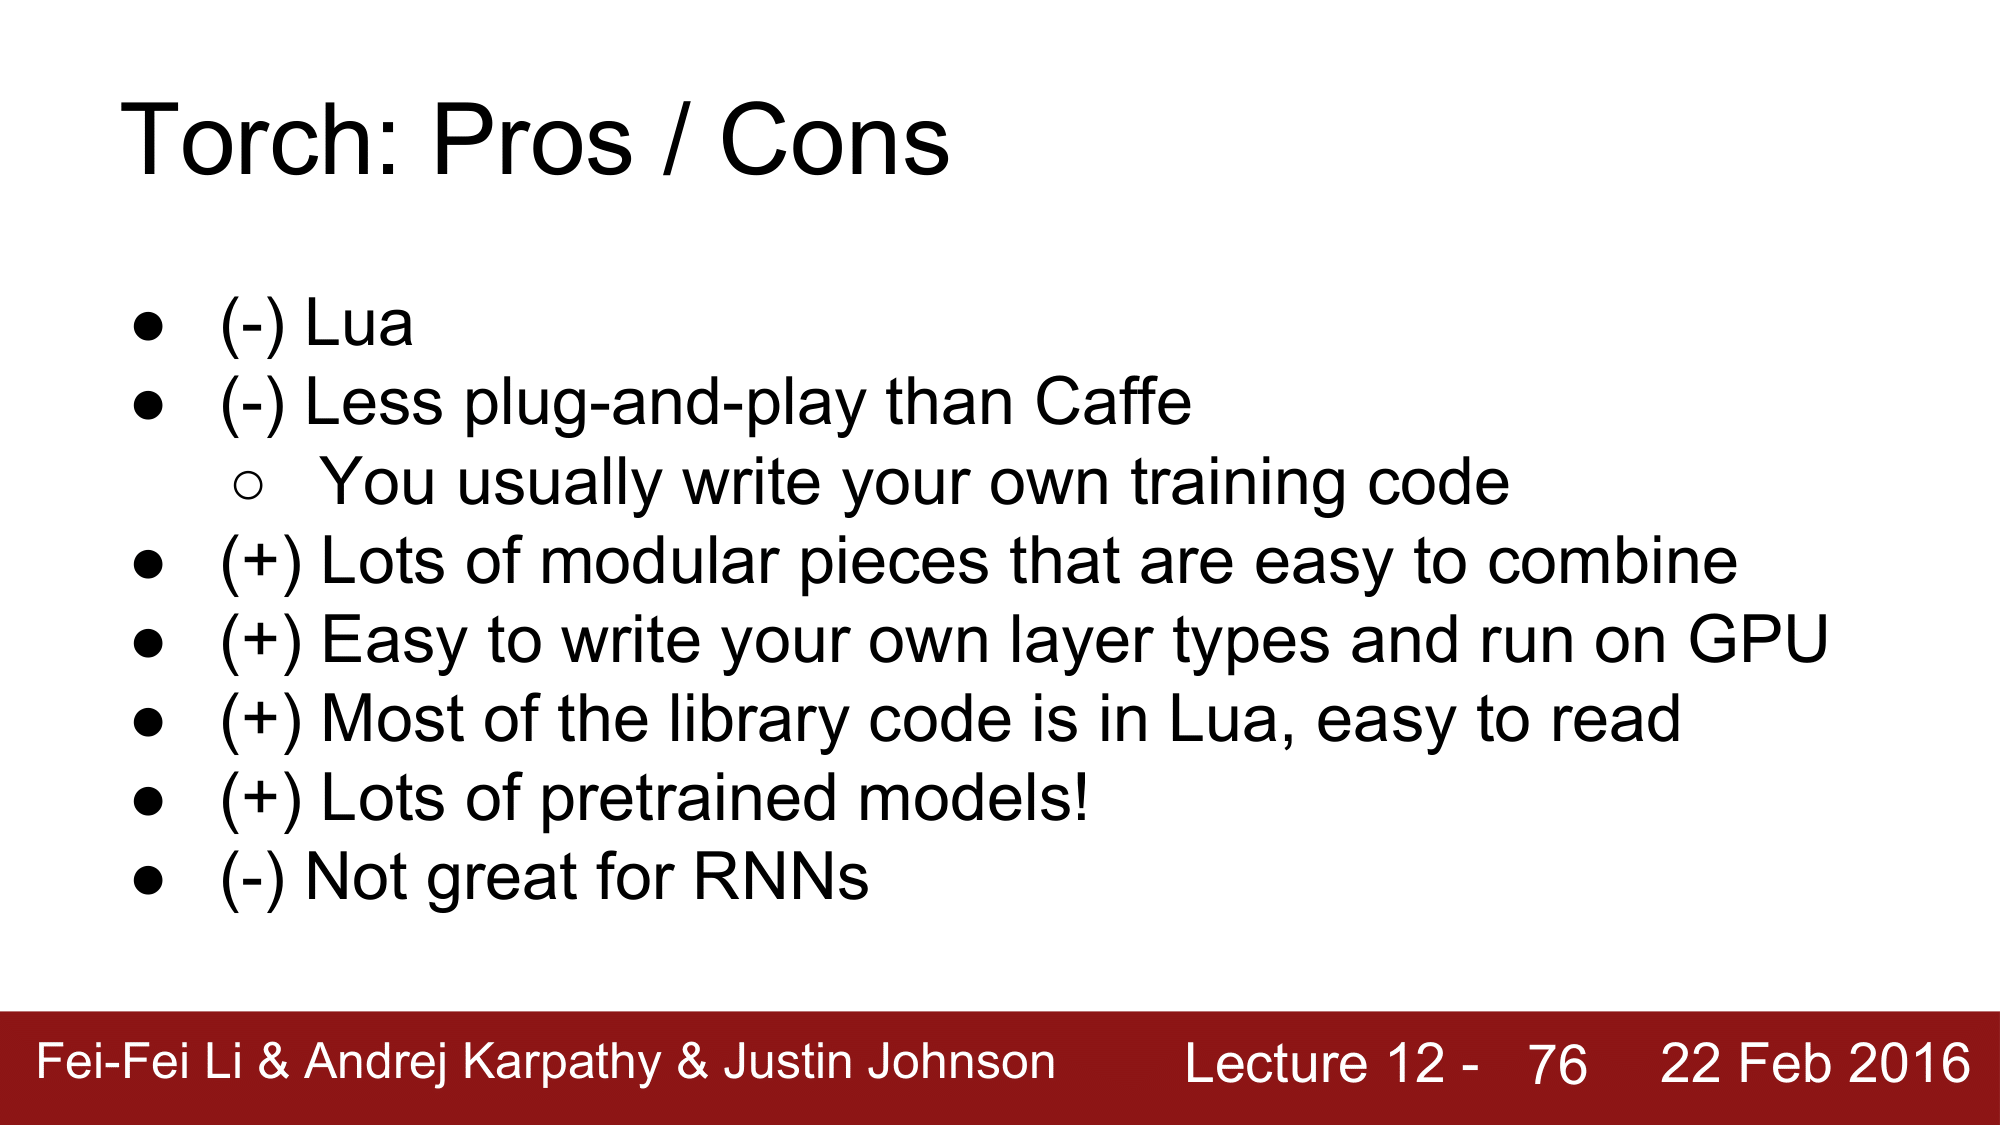 Torch: Pros / Cons
● (-) Lua
● (-) Less plug-and-play than Caffe
○ You usually write your own training code
● (+) Lots of modular pieces that are easy to combine
● (+) Easy to write your own layer types and run on GPU
● (+) Most of the library code is in Lua, easy to read
● (+) Lots of pretrained models!
● (-) Not great for RNNs
Fei-Fei Li & Andrej Karpathy & Justin Johnson Lecture 12 - 76 22 Feb 2016